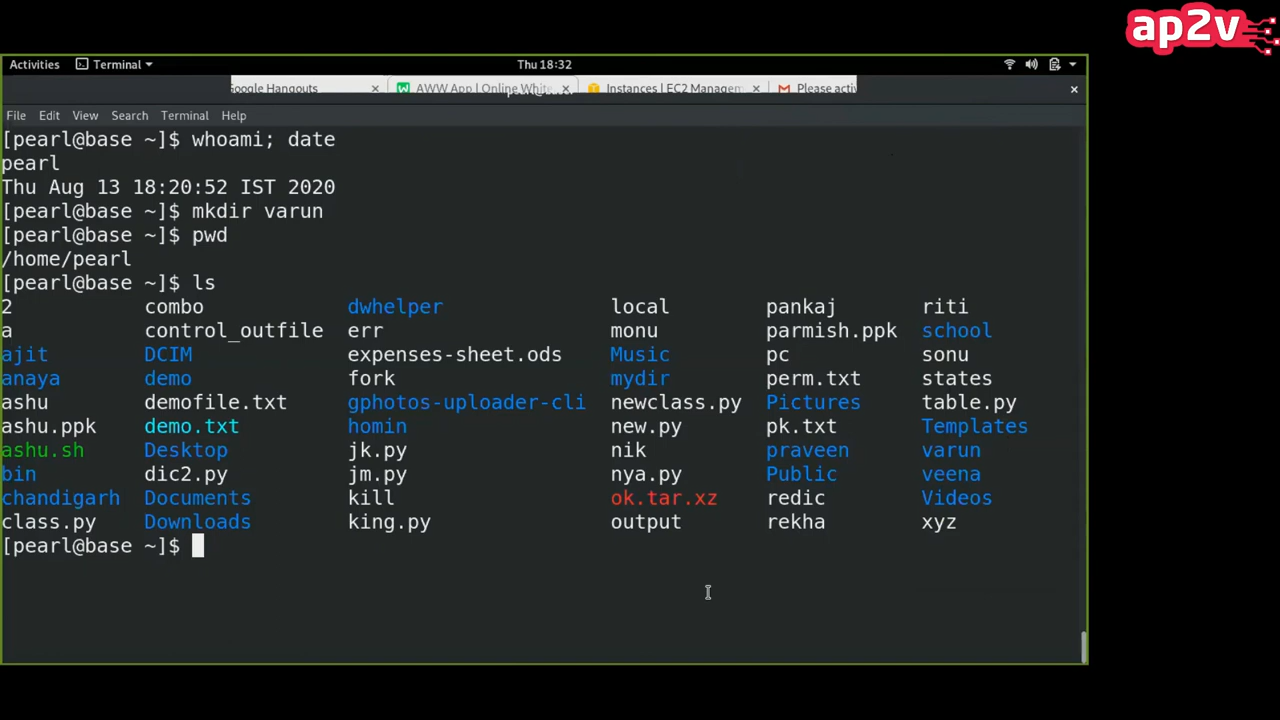 ap2v
Activities Terminal Thu 18:32
Google Hangouts AWW App | Online White Instances | EC2 Managem Please activ
File Edit View Search Terminal Help
[pearl@base ~]$ whoami; date
pearl
Thu Aug 13 18:20:52 IST 2020
[pearl@base ~]$ mkdir varun
[pearl@base ~]$ pwd
/home/pearl
[pearl@base ~]$ ls
2 combo dwhelper local pankaj riti
a control_outfile err monu parmish.ppk school
ajit DCIM expenses-sheet.ods Music pc sonu
anaya demo fork mydir perm.txt states
ashu demofile.txt gphotos-uploader-cli newclass.py Pictures table.py
ashu.ppk demo.txt homin new.py pk.txt Templates
ashu.sh Desktop jk.py nik praveen varun
bin dic2.py jm.py nya.py Public veena
chandigarh Documents kill ok.tar.xz redic Videos
class.py Downloads king.py output rekha xyz
[pearl@base ~]$